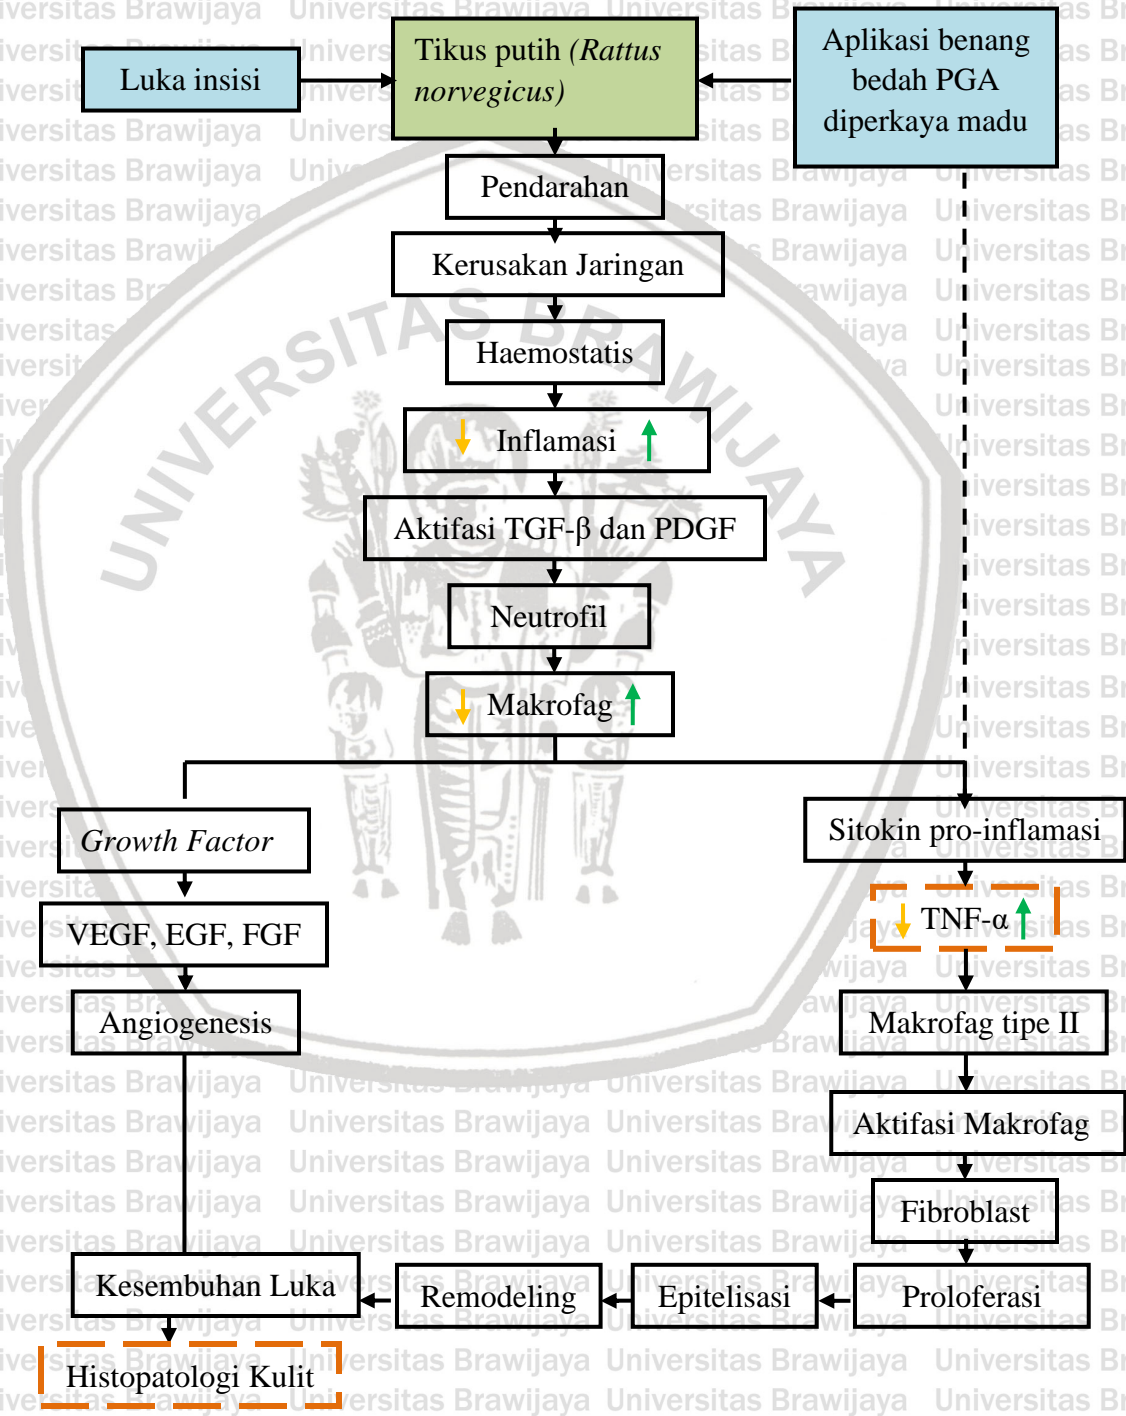 Luka insisi
Tikus putih (Rattus
norvegicus)
Aplikasi benang
bedah PGA
diperkaya madu
Pendarahan
Kerusakan Jaringan
Haemostatis
Inflamasi
Aktifasi TGF-β dan PDGF
Neutrofil
Makrofag
Growth Factor
VEGF, EGF, FGF
Angiogenesis
Sitokin pro-inflamasi
TNF-α
Makrofag tipe II
Aktifasi Makrofag
Fibroblast
Proloferasi
Epitelisasi
Remodeling
Kesembuhan Luka
Histopatologi Kulit
UNIVERSITAS BRAWIJAYA
Universitas Brawijaya